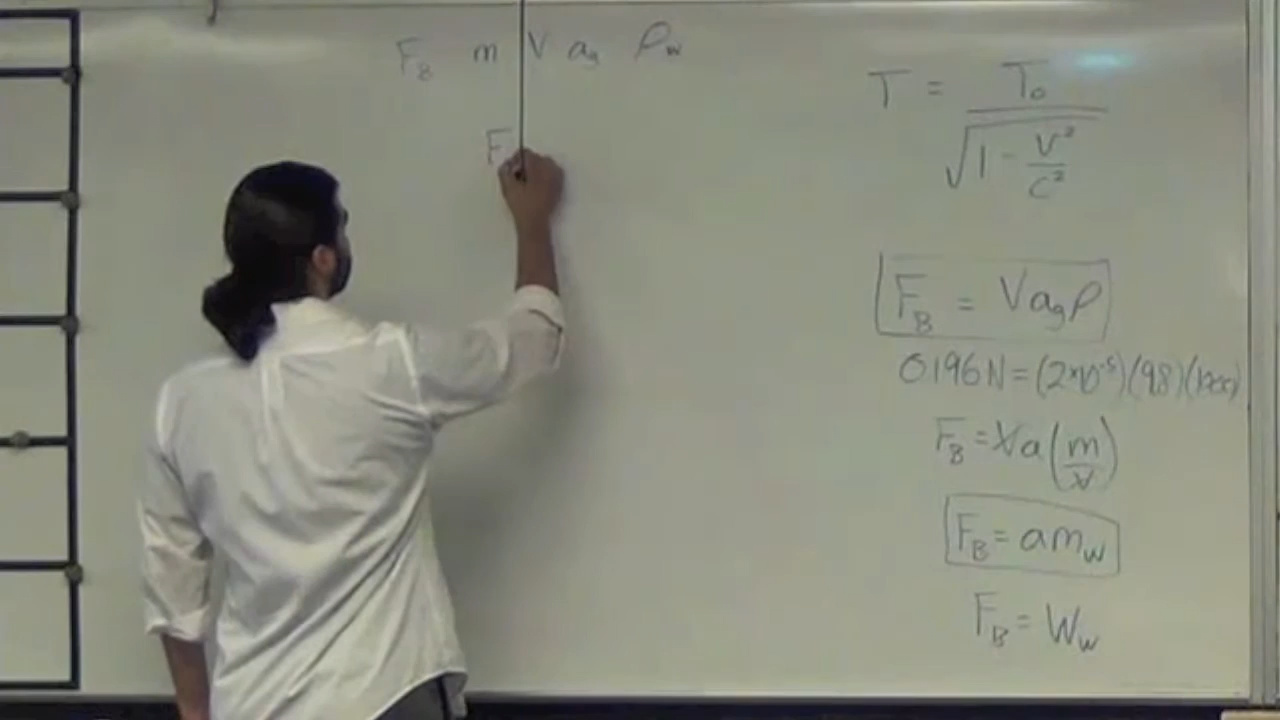 F_B m V a_g ρ_w
F
T = T₀ / √(1 - V²/C²)
F_B = V a_g ρ
0.196 N = (2×10⁻⁵)(9.8)(1000)
F_B = V a (m/V)
F_B = a m_w
F_B = W_w